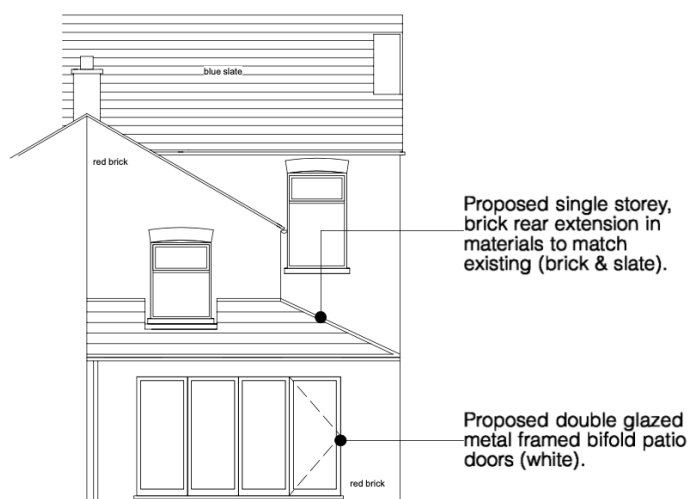 blue slate
red brick
Proposed single storey,
brick rear extension in
materials to match
existing (brick & slate).
Proposed double glazed
metal framed bifold patio
doors (white).
red brick